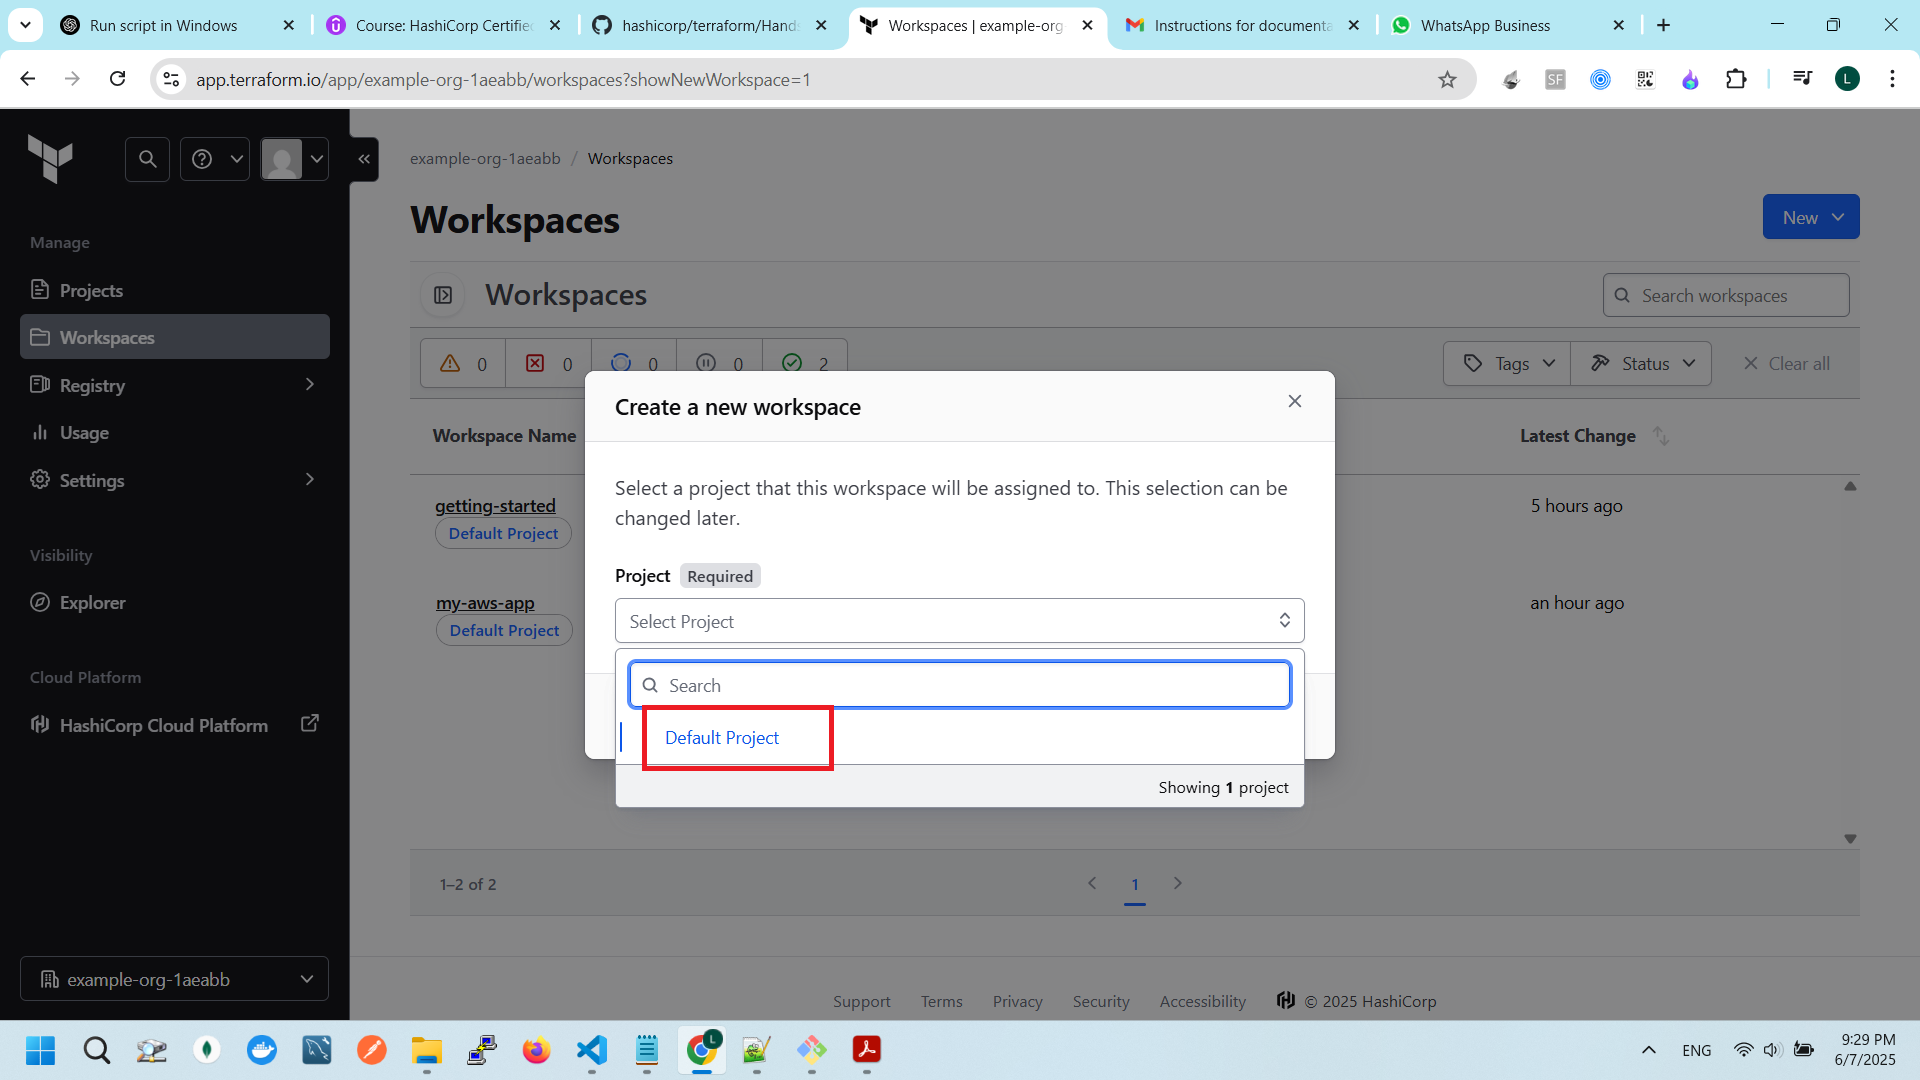 Run script in Windows
Course: HashiCorp Certified
hashicorp/terraform/Hands
Workspaces | example-org-
Instructions for documenta
WhatsApp Business
app.terraform.io/app/example-org-1aeabb/workspaces?showNewWorkspace=1
SF
L
example-org-1aeabb / Workspaces
Workspaces
New
Manage
Projects
Workspaces
Registry
Usage
Settings
Visibility
Explorer
Cloud Platform
HashiCorp Cloud Platform
example-org-1aeabb
Workspaces
Search workspaces
0
0
0
0
2
Tags
Status
Clear all
Workspace Name
Latest Change
getting-started
Default Project
5 hours ago
my-aws-app
Default Project
an hour ago
Create a new workspace
Select a project that this workspace will be assigned to. This selection can be
changed later.
Project Required
Select Project
Search
Default Project
Showing 1 project
1–2 of 2
1
Support
Terms
Privacy
Security
Accessibility
© 2025 HashiCorp
L
ENG
9:29 PM
6/7/2025